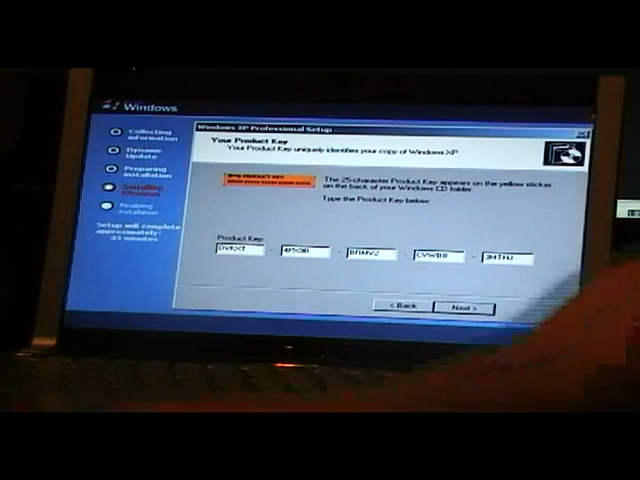 Windows
Collecting
information
Dynamic
Update
Preparing
installation
Installing
Windows
Finalizing
installation
Setup will complete
approximately:
33 minutes
Windows XP Professional Setup
Your Product Key
Your Product Key uniquely identifies your copy of Windows XP.
The 25-character Product Key appears on the yellow sticker
on the back of your Windows CD folder.
Type the Product Key below:
Product Key:
< Back
Next >